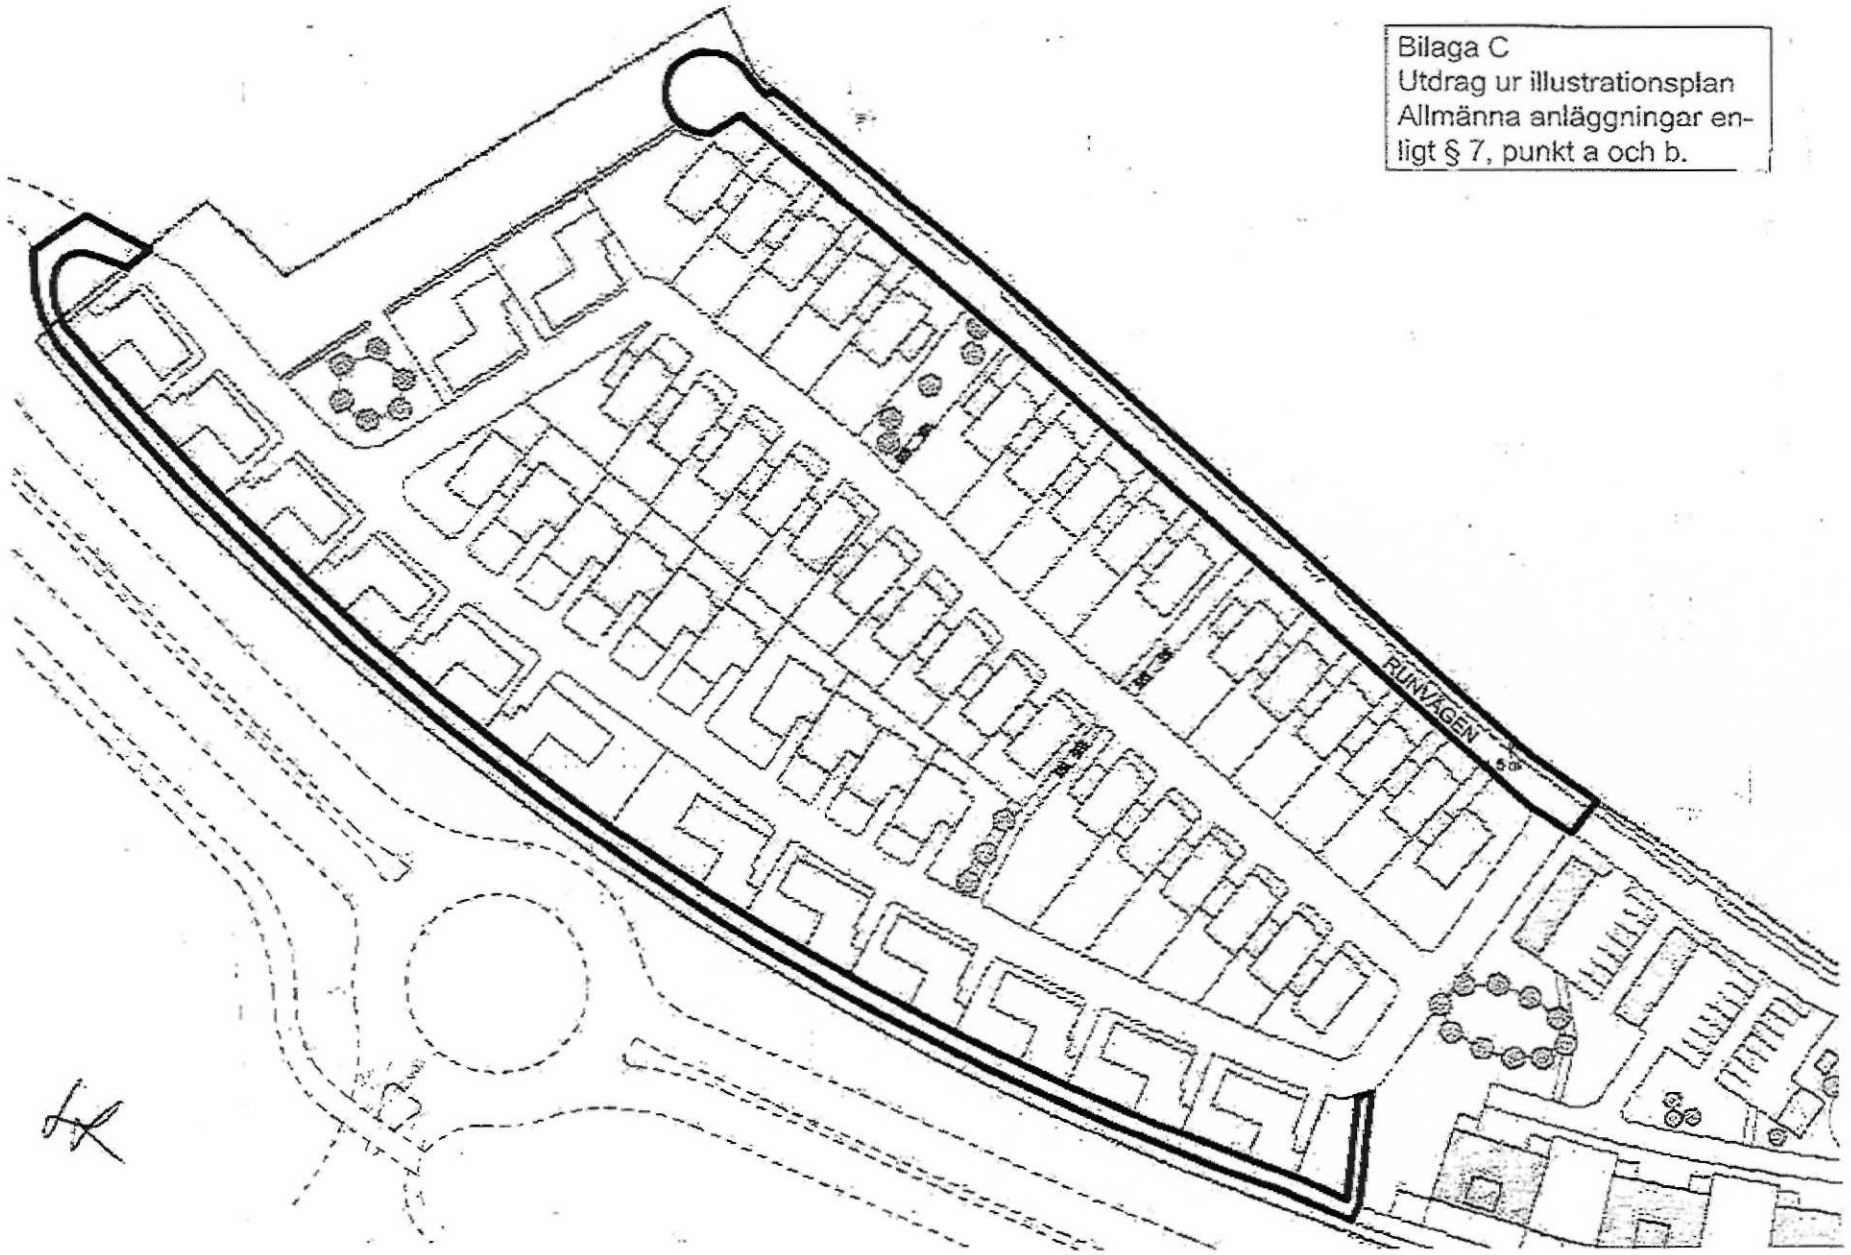 Bilaga C
Utdrag ur illustrationsplan
Allmänna anläggningar en-
ligt § 7, punkt a och b.
RUNVÄGEN